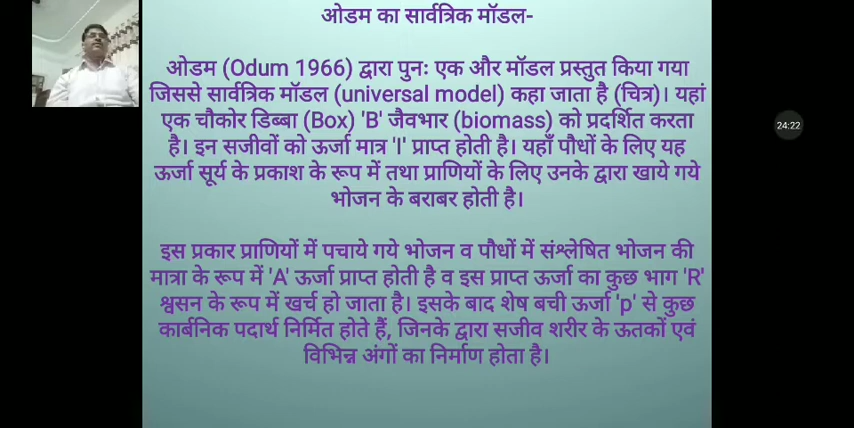 ओडम का सार्वत्रिक मॉडल-
ओडम (Odum 1966) द्वारा पुनः एक और मॉडल प्रस्तुत किया गया
जिससे सार्वत्रिक मॉडल (universal model) कहा जाता है (चित्र)। यहां
एक चौकोर डिब्बा (Box) 'B' जैवभार (biomass) को प्रदर्शित करता
है। इन सजीवों को ऊर्जा मात्र 'I' प्राप्त होती है। यहाँ पौधों के लिए यह
ऊर्जा सूर्य के प्रकाश के रूप में तथा प्राणियों के लिए उनके द्वारा खाये गये
भोजन के बराबर होती है।
इस प्रकार प्राणियों में पचाये गये भोजन व पौधों में संश्लेषित भोजन की
मात्रा के रूप में 'A' ऊर्जा प्राप्त होती है व इस प्राप्त ऊर्जा का कुछ भाग 'R'
श्वसन के रूप में खर्च हो जाता है। इसके बाद शेष बची ऊर्जा 'p' से कुछ
कार्बनिक पदार्थ निर्मित होते हैं, जिनके द्वारा सजीव शरीर के ऊतकों एवं
विभिन्न अंगों का निर्माण होता है।
24:22